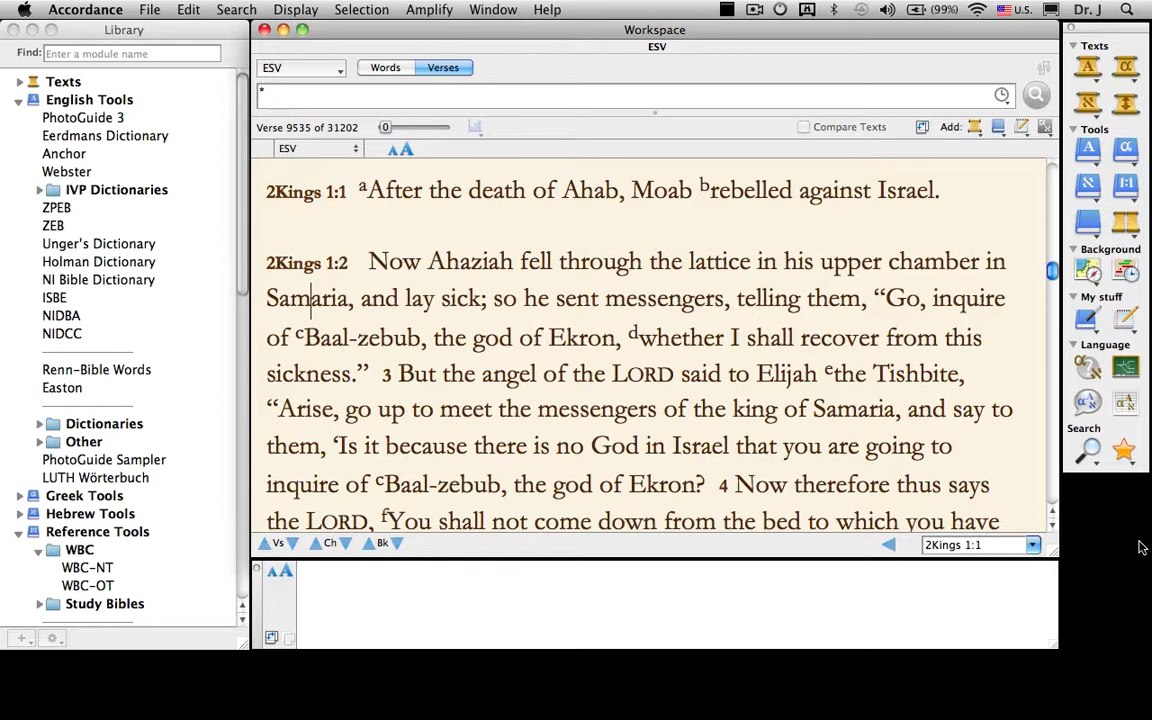 Accordance File Edit Search Display Selection Amplify Window Help (99%) U.S. Dr. J
Library
Find: Enter a module name
Texts
English Tools
PhotoGuide 3
Eerdmans Dictionary
Anchor
Webster
IVP Dictionaries
ZPEB
ZEB
Unger's Dictionary
Holman Dictionary
NI Bible Dictionary
ISBE
NIDBA
NIDCC
Renn-Bible Words
Easton
Dictionaries
Other
PhotoGuide Sampler
LUTH Wörterbuch
Greek Tools
Hebrew Tools
Reference Tools
WBC
WBC-NT
WBC-OT
Study Bibles
Workspace
ESV
ESV Words Verses
*
Verse 9535 of 31202 0 Compare Texts Add:
ESV AA
2Kings 1:1 aAfter the death of Ahab, Moab brebelled against Israel.
2Kings 1:2 Now Ahaziah fell through the lattice in his upper chamber in
Samaria, and lay sick; so he sent messengers, telling them, “Go, inquire
of cBaal-zebub, the god of Ekron, dwhether I shall recover from this
sickness.” 3 But the angel of the LORD said to Elijah ethe Tishbite,
“Arise, go up to meet the messengers of the king of Samaria, and say to
them, ‘Is it because there is no God in Israel that you are going to
inquire of cBaal-zebub, the god of Ekron? 4 Now therefore thus says
the LORD, fYou shall not come down from the bed to which you have
Vs Ch Bk 2Kings 1:1
AA
Texts
A α
א
Tools
A α
א 1:1
Background
My stuff
Language
Search